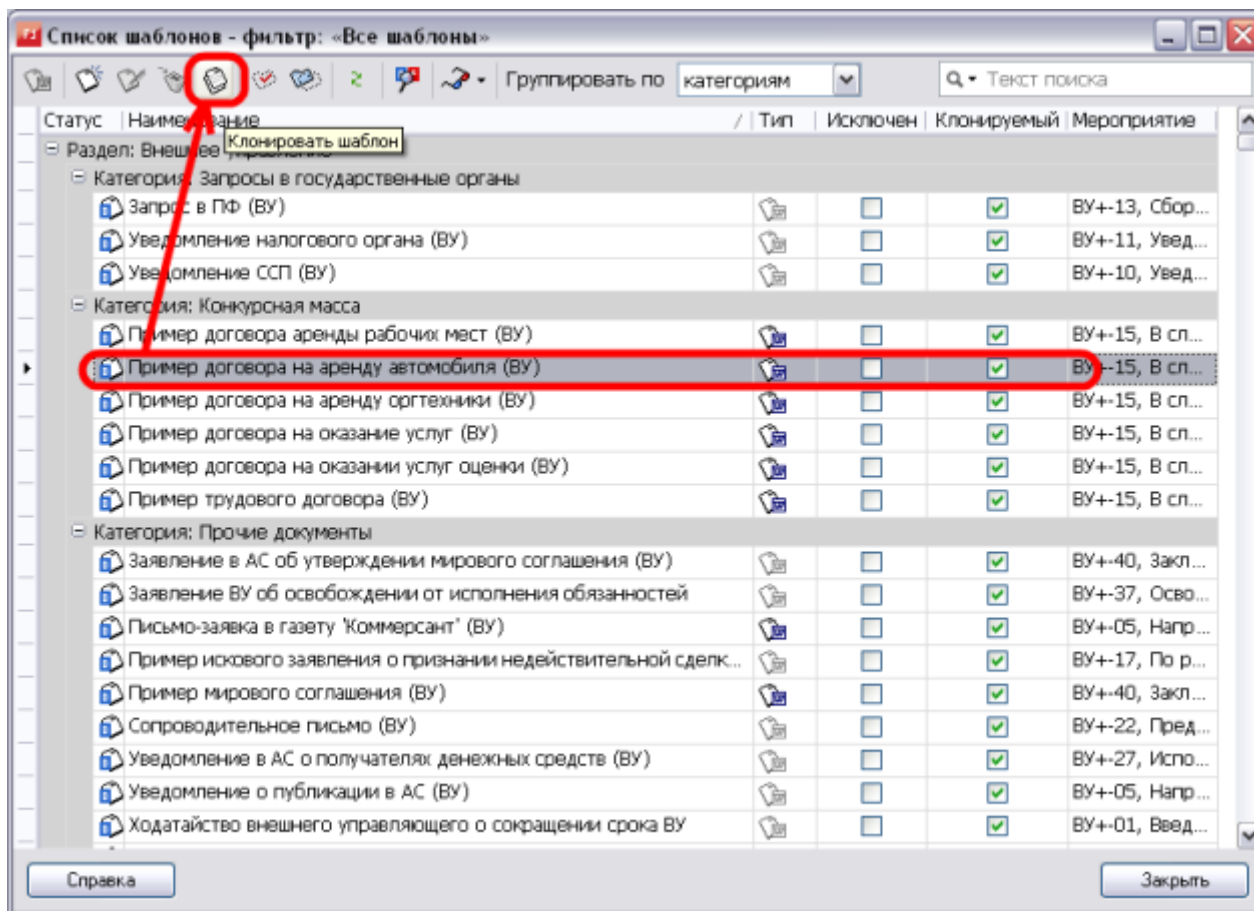 Список шаблонов - фильтр: «Все шаблоны»
Группировать по категориям Текст поиска
Статус Наименование Тип Исключен Клонируемый Мероприятие
Клонировать шаблон
Раздел: Внешнее управление
Категория: Запросы в государственные органы
Запрос в ПФ (ВУ) ВУ+-13, Сбор...
Уведомление налогового органа (ВУ) ВУ+-11, Увед...
Уведомление ССП (ВУ) ВУ+-10, Увед...
Категория: Конкурсная масса
Пример договора аренды рабочих мест (ВУ) ВУ+-15, В сл...
Пример договора на аренду автомобиля (ВУ) ВУ+-15, В сл...
Пример договора на аренду оргтехники (ВУ) ВУ+-15, В сл...
Пример договора на оказание услуг (ВУ) ВУ+-15, В сл...
Пример договора на оказании услуг оценки (ВУ) ВУ+-15, В сл...
Пример трудового договора (ВУ) ВУ+-15, В сл...
Категория: Прочие документы
Заявление в АС об утверждении мирового соглашения (ВУ) ВУ+-40, Закл...
Заявление ВУ об освобождении от исполнения обязанностей ВУ+-37, Осво...
Письмо-заявка в газету 'Коммерсант' (ВУ) ВУ+-05, Напр...
Пример искового заявления о признании недействительной сделк... ВУ+-17, По р...
Пример мирового соглашения (ВУ) ВУ+-40, Закл...
Сопроводительное письмо (ВУ) ВУ+-22, Пред...
Уведомление в АС о получателях денежных средств (ВУ) ВУ+-27, Испо...
Уведомление о публикации в АС (ВУ) ВУ+-05, Напр...
Ходатайство внешнего управляющего о сокращении срока ВУ ВУ+-01, Введ...
Справка Закрыть